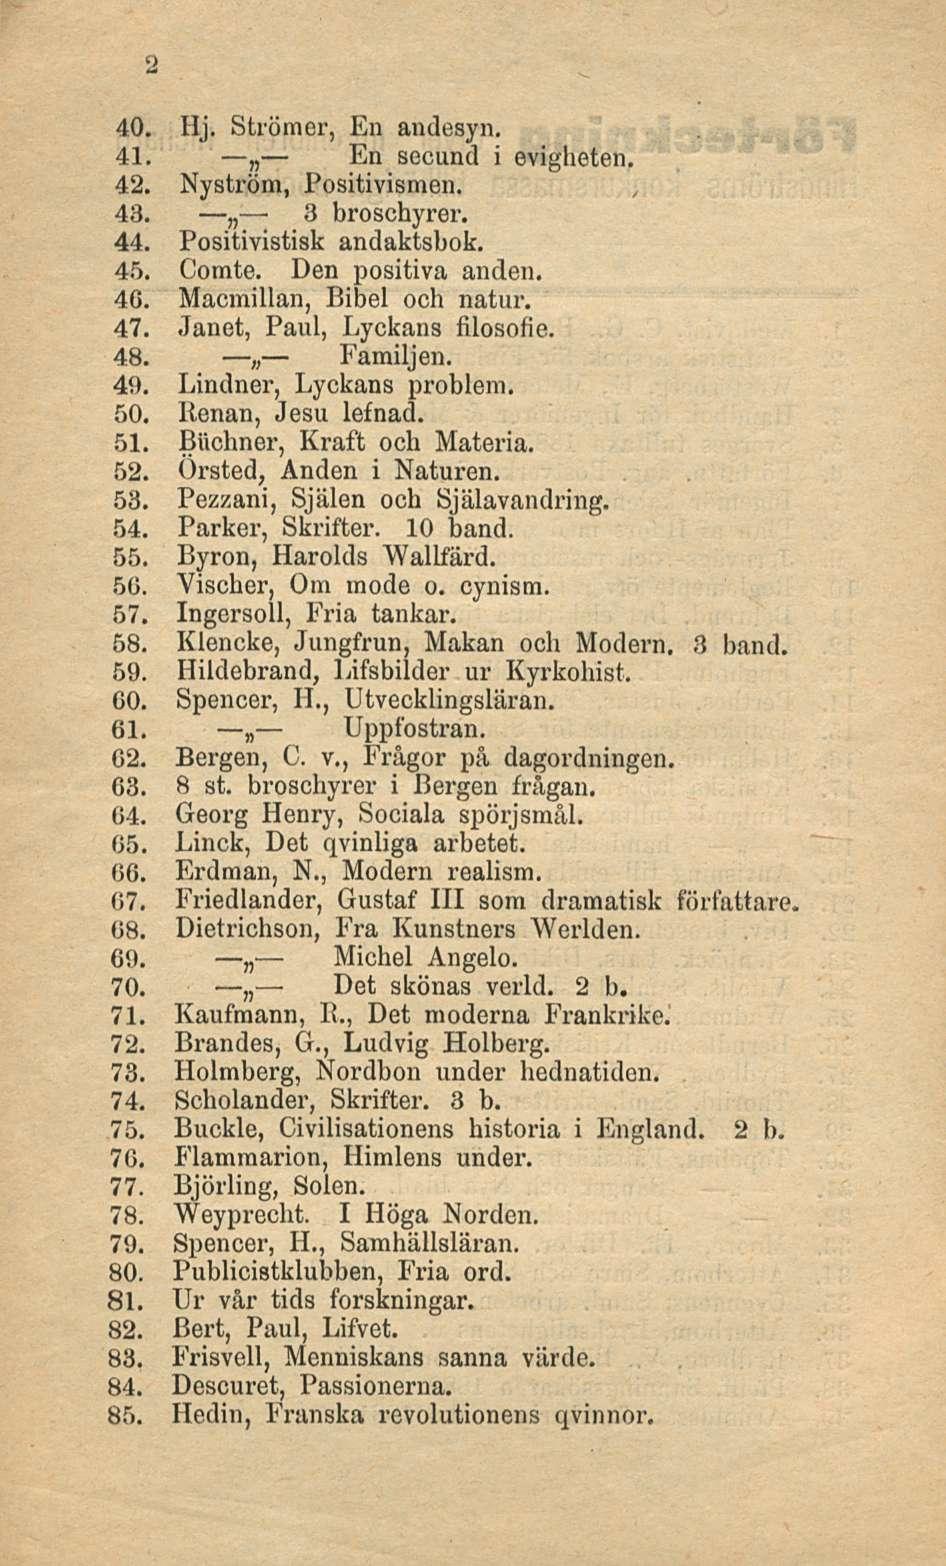 2
40. Hj. Strömer, En andesyn.
41. —„— En secund i evigheten.
42. Nyström, Positivismen.
43. —„— 3 broschyrer.
44. Positivistisk andaktsbok.
45. Comte. Den positiva anden.
46. Macmillan, Bibel och natur.
47. Janet, Paul, Lyckans filosofie.
48. —„— Familjen.
49. Lindner, Lyckans problem.
50. Renan, Jesu lefnad.
51. Büchner, Kraft och Materia.
52. Örsted, Anden i Naturen.
53. Pezzani, Själen och Själavandring.
54. Parker, Skrifter. 10 band.
55. Byron, Harolds Wallfärd.
56. Vischer, Om mode o. cynism.
57. Ingersoll, Fria tankar.
58. Klencke, Jungfrun, Makan och Modern. 3 band.
59. Hildebrand, Lifsbilder ur Kyrkohist.
60. Spencer, H., Utvecklingsläran.
61. —„— Uppfostran.
62. Bergen, C. v., Frågor på dagordningen.
63. 8 st. broschyrer i Bergen frågan.
64. Georg Henry, Sociala spörjsmål.
65. Linck, Det qvinliga arbetet.
66. Erdman, N., Modern realism.
67. Friedlander, Gustaf III som dramatisk författare.
68. Dietrichson, Fra Kunstners Werlden.
69. —„— Michel Angelo.
70. —„— Det skönas verld. 2 b.
71. Kaufmann, R., Det moderna Frankrike.
72. Brandes, G., Ludvig Holberg.
73. Holmberg, Nordbon under hednatiden.
74. Scholander, Skrifter. 3 b.
75. Buckle, Civilisationens historia i England. 2 b.
76. Flammarion, Himlens under.
77. Björling, Solen.
78. Weyprecht. I Höga Norden.
79. Spencer, H., Samhällsläran.
80. Publicistklubben, Fria ord.
81. Ur vår tids forskningar.
82. Bert, Paul, Lifvet.
83. Frisvell, Menniskans sanna värde.
84. Descuret, Passionerna.
85. Hedin, Franska revolutionens qvinnor.